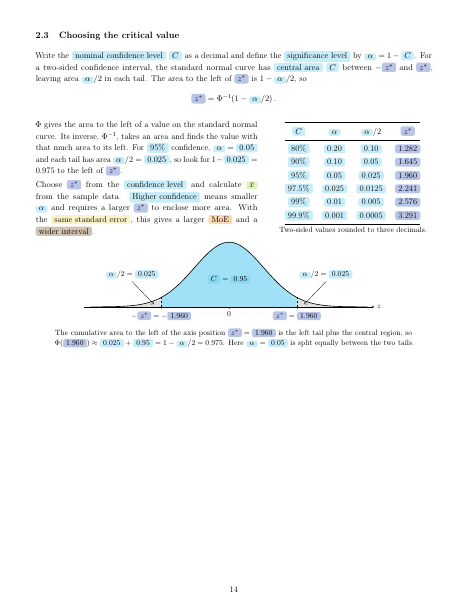 2.3 Choosing the critical value
Write the nominal confidence level C as a decimal and define the significance level by α = 1 − C. For
a two-sided confidence interval, the standard normal curve has central area C between −z* and z*,
leaving area α/2 in each tail. The area to the left of z* is 1 − α/2, so
z* = Φ⁻¹(1 − α/2).
Φ gives the area to the left of a value on the standard normal
curve. Its inverse, Φ⁻¹, takes an area and finds the value with
that much area to its left. For 95% confidence, α = 0.05
and each tail has area α/2 = 0.025, so look for 1− 0.025 =
0.975 to the left of z*.
Choose z* from the confidence level and calculate x̄
from the sample data. Higher confidence means smaller
α and requires a larger z* to enclose more area. With
the same standard error, this gives a larger MoE and a
wider interval.
C α α/2 z*
80% 0.20 0.10 1.282
90% 0.10 0.05 1.645
95% 0.05 0.025 1.960
97.5% 0.025 0.0125 2.241
99% 0.01 0.005 2.576
99.9% 0.001 0.0005 3.291
Two-sided values rounded to three decimals.
α/2 = 0.025
C = 0.95
α/2 = 0.025
−z* = −1.960
0
z* = 1.960
z
The cumulative area to the left of the axis position z* = 1.960 is the left tail plus the central region, so
Φ(1.960) ≈ 0.025 + 0.95 = 1 − α/2 = 0.975. Here α = 0.05 is split equally between the two tails.
14